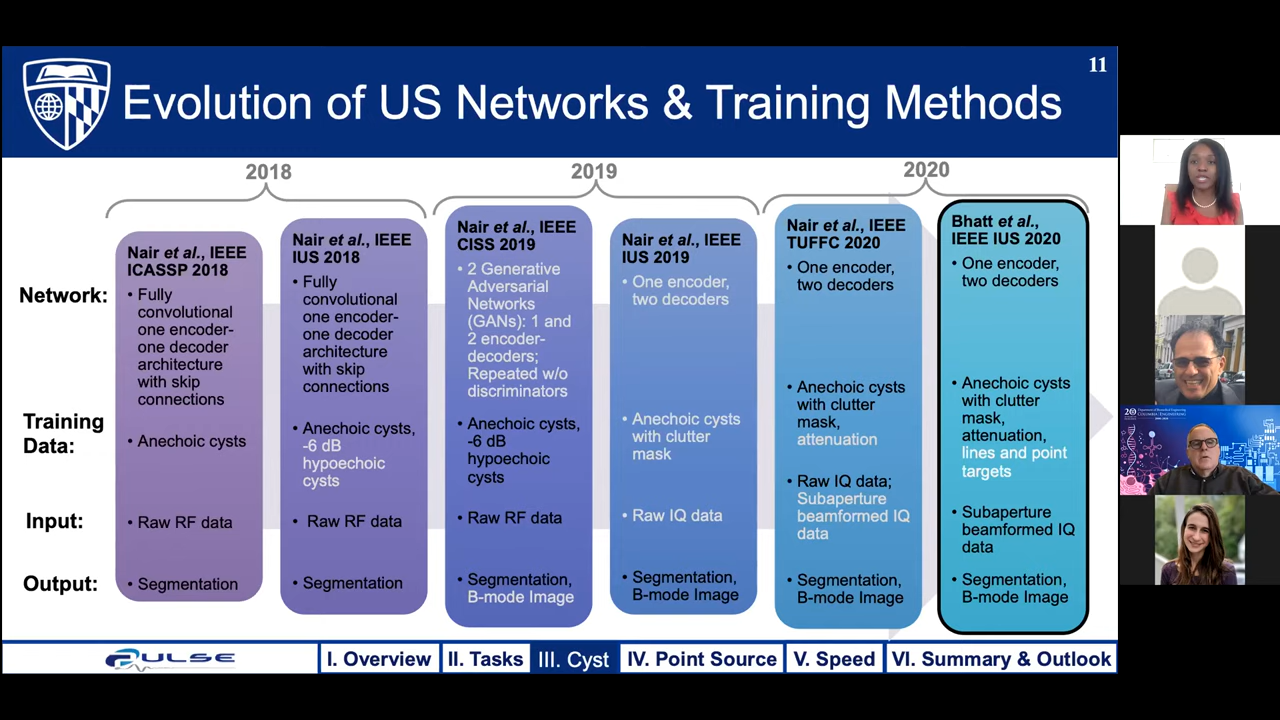 11
Evolution of US Networks & Training Methods
2018
2019
2020
Network:
Training
Data:
Input:
Output:
Nair et al., IEEE
ICASSP 2018
• Fully
convolutional
one encoder-
one decoder
architecture
with skip
connections
• Anechoic cysts
• Raw RF data
• Segmentation
Nair et al., IEEE
IUS 2018
• Fully
convolutional
one encoder-
one decoder
architecture
with skip
connections
• Anechoic cysts,
-6 dB
hypoechoic
cysts
• Raw RF data
• Segmentation
Nair et al., IEEE
CISS 2019
• 2 Generative
Adversarial
Networks
(GANs): 1 and
2 encoder-
decoders;
Repeated w/o
discriminators
• Anechoic cysts,
-6 dB
hypoechoic
cysts
• Raw RF data
• Segmentation,
B-mode Image
Nair et al., IEEE
IUS 2019
• One encoder,
two decoders
• Anechoic cysts
with clutter
mask
• Raw IQ data
• Segmentation,
B-mode Image
Nair et al., IEEE
TUFFC 2020
• One encoder,
two decoders
• Anechoic cysts
with clutter
mask,
attenuation
• Raw IQ data;
Subaperture
beamformed IQ
data
• Segmentation,
B-mode Image
Bhatt et al.,
IEEE IUS 2020
• One encoder,
two decoders
• Anechoic cysts
with clutter
mask,
attenuation,
lines and point
targets
• Subaperture
beamformed IQ
data
• Segmentation,
B-mode Image
PULSE
I. Overview
II. Tasks
III. Cyst
IV. Point Source
V. Speed
VI. Summary & Outlook
20
Department of Biomedical Engineering
COLUMBIA | ENGINEERING